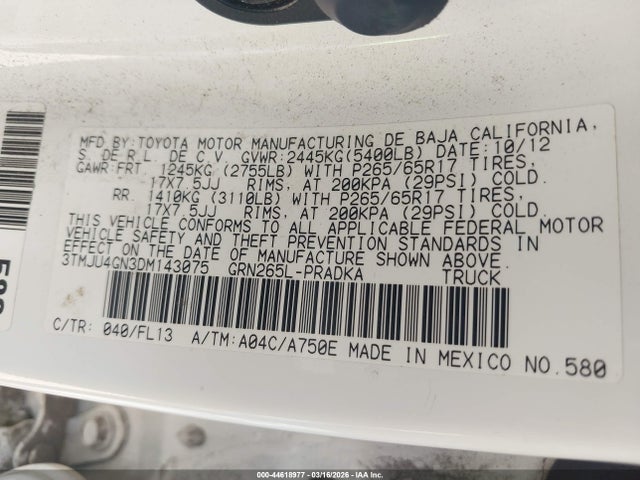 MFD.BY:TOYOTA MOTOR MANUFACTURING DE BAJA CALIFORNIA,
S. DE R.L. DE C.V. GVWR:2445KG(5400LB) DATE:10/12
GAWR:FRT. 1245KG (2755LB) WITH P265/65R17 TIRES,
17X7.5JJ RIMS, AT 200KPA (29PSI) COLD.
RR. 1410KG (3110LB) WITH P265/65R17 TIRES,
17X7.5JJ RIMS, AT 200KPA (29PSI) COLD.
THIS VEHICLE CONFORMS TO ALL APPLICABLE FEDERAL MOTOR
VEHICLE SAFETY AND THEFT PREVENTION STANDARDS IN
EFFECT ON THE DATE OF MANUFACTURE SHOWN ABOVE.
3TMJU4GN3DM143075 GRN265L-PRADKA TRUCK
C/TR: 040/FL13 A/TM:A04C/A750E MADE IN MEXICO NO.580
000-44618977 — 03/16/2026 — IAAI.COM